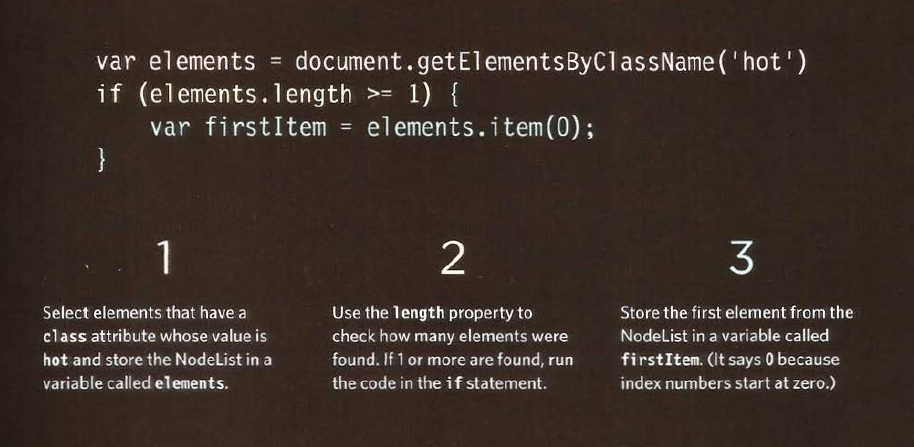 var elements = document.getElementsByClassName('hot')
if (elements.length >= 1) {
    var firstItem = elements.item(0);
}
1
Select elements that have a
class attribute whose value is
hot and store the NodeList in a
variable called elements.
2
Use the length property to
check how many elements were
found. If 1 or more are found, run
the code in the if statement.
3
Store the first element from the
NodeList in a variable called
firstItem. (It says 0 because
index numbers start at zero.)